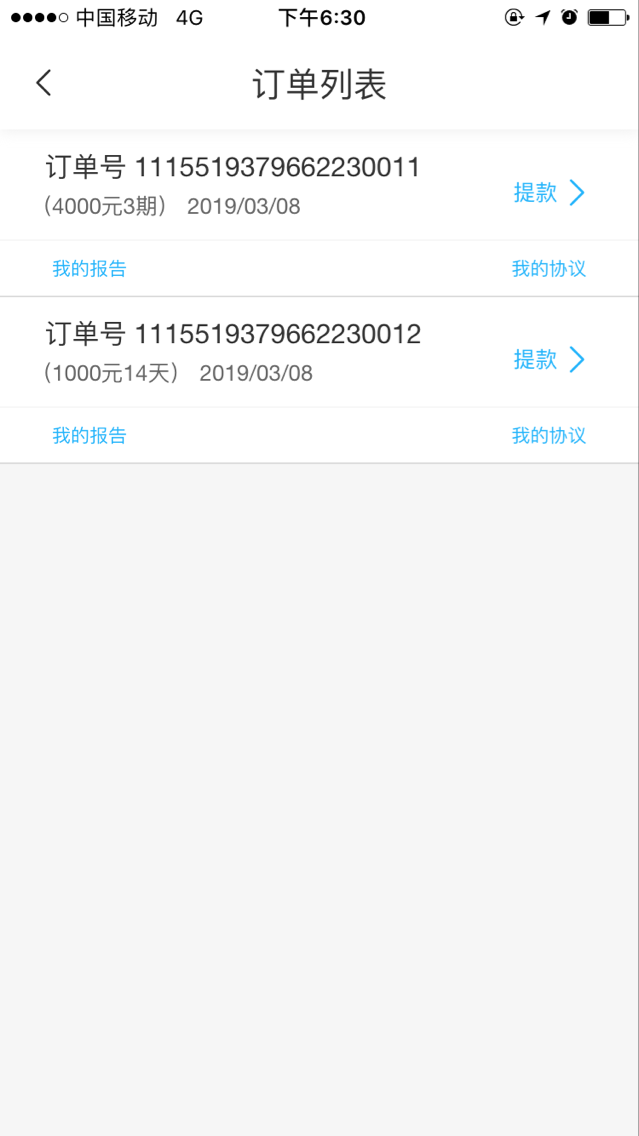 中国移动 4G 下午6:30
订单列表
订单号 1115519379662230011
(4000元3期) 2019/03/08
提款
我的报告 我的协议
订单号 1115519379662230012
(1000元14天) 2019/03/08
提款
我的报告 我的协议